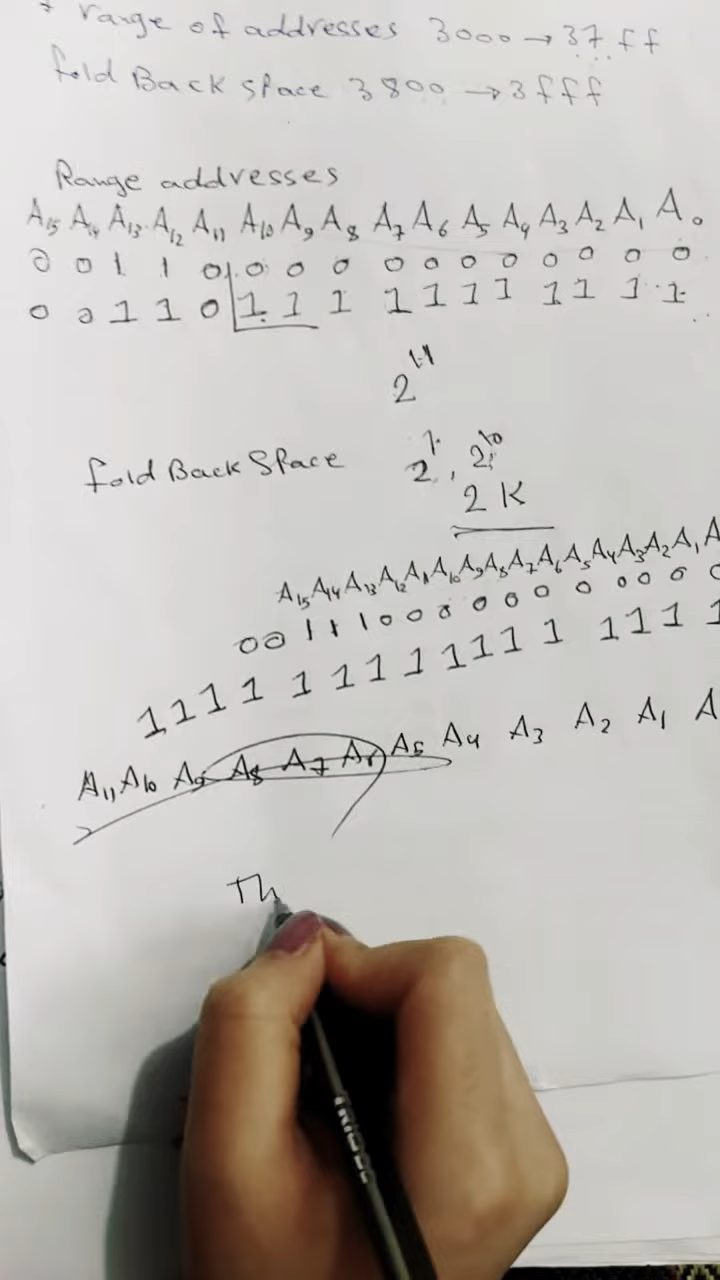 * range of addresses 3000 → 37ff
fold Back space 3800 → 3fff
Range addresses
A15 A14 A13 A12 A11 A10 A9 A8 A7 A6 A5 A4 A3 A2 A1 A0
0 0 1 1 0 0 0 0 0 0 0 0 0 0 0 0
0 0 1 1 0 1 1 1 1 1 1 1 1 1 1 1
2^11
fold Back Space 2^1, 2^10
2 K
A15 A14 A13 A12 A11 A10 A9 A8 A7 A6 A5 A4 A3 A2 A1 A
0 0 1 1 1 0 0 0 0 0 0 0 0 0 0 0
1 1 1 1 1 1 1 1 1 1 1 1 1 1 1 1
A11 A10 A9 A8 A7 A6 A5 A4 A3 A2 A1 A
Th